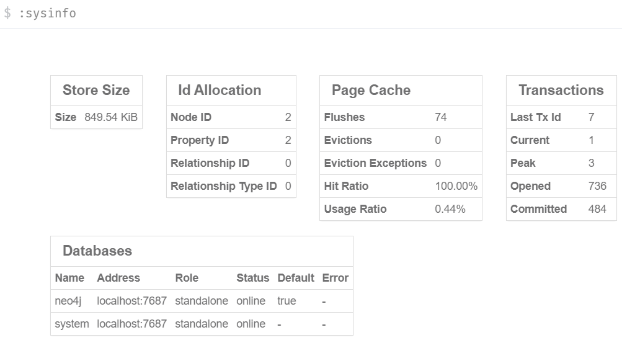 $ :sysinfo
Store Size
Size 849.54 KiB
Id Allocation
Node ID 2
Property ID 2
Relationship ID 0
Relationship Type ID 0
Page Cache
Flushes 74
Evictions 0
Eviction Exceptions 0
Hit Ratio 100.00%
Usage Ratio 0.44%
Transactions
Last Tx Id 7
Current 1
Peak 3
Opened 736
Committed 484
Databases
Name Address Role Status Default Error
neo4j localhost:7687 standalone online true -
system localhost:7687 standalone online - -